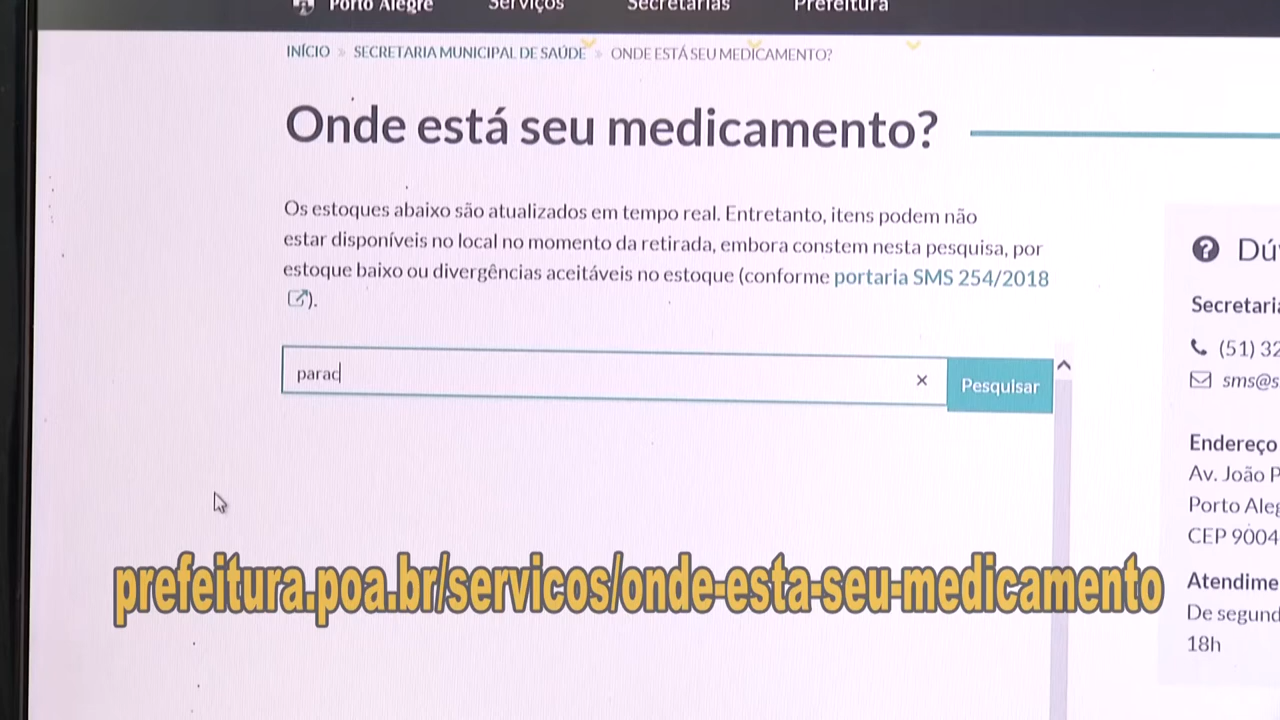 Porto Alegre Serviços Secretarias Prefeitura
INÍCIO » SECRETARIA MUNICIPAL DE SAÚDE » ONDE ESTÁ SEU MEDICAMENTO?
Onde está seu medicamento?
Os estoques abaixo são atualizados em tempo real. Entretanto, itens podem não
estar disponíveis no local no momento da retirada, embora constem nesta pesquisa, por
estoque baixo ou divergências aceitáveis no estoque (conforme portaria SMS 254/2018
).
parac × Pesquisar
Dú
Secretaria
(51) 32
sms@s
Endereço
Av. João P
Porto Aleg
CEP 9004
Atendime
De segund
18h
prefeitura.poa.br/servicos/onde-esta-seu-medicamento